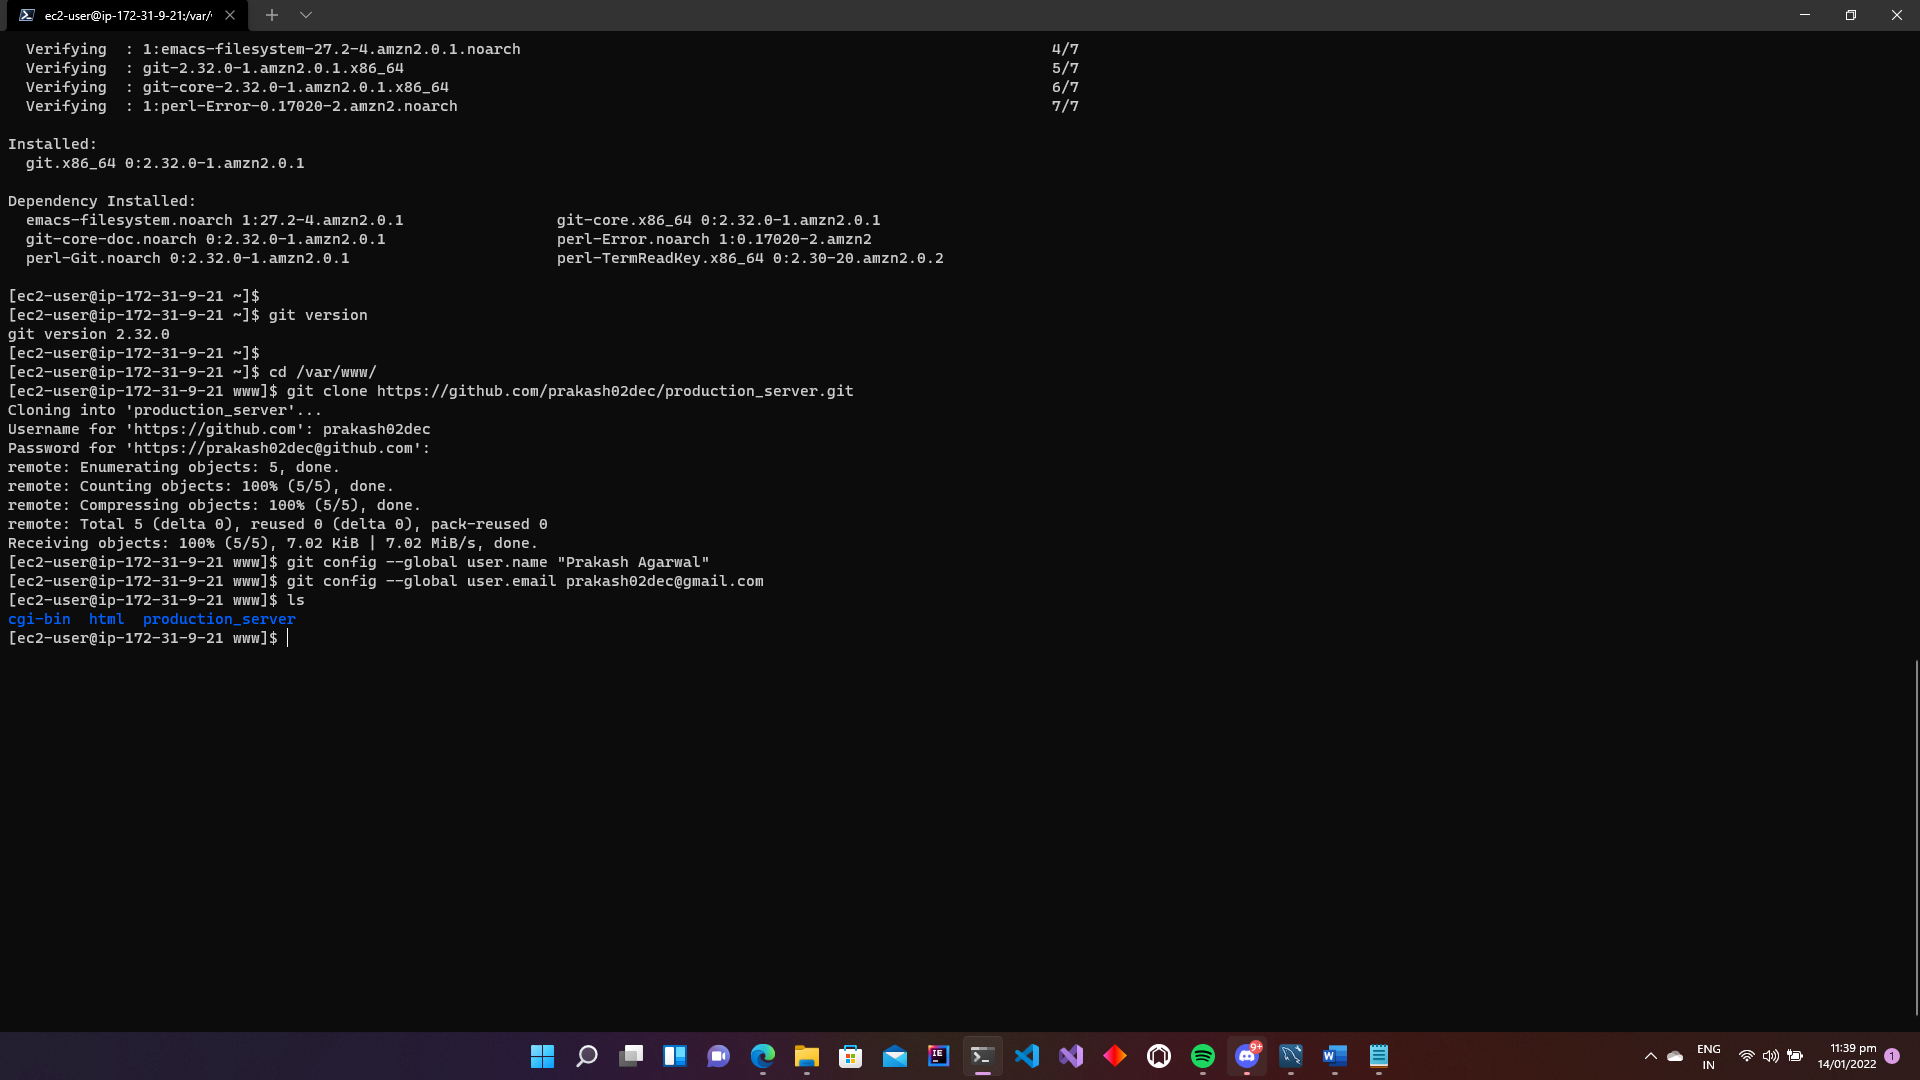 ec2-user@ip-172-31-9-21:/var/
Verifying  : 1:emacs-filesystem-27.2-4.amzn2.0.1.noarch 4/7
Verifying  : git-2.32.0-1.amzn2.0.1.x86_64 5/7
Verifying  : git-core-2.32.0-1.amzn2.0.1.x86_64 6/7
Verifying  : 1:perl-Error-0.17020-2.amzn2.noarch 7/7
Installed:
git.x86_64 0:2.32.0-1.amzn2.0.1
Dependency Installed:
emacs-filesystem.noarch 1:27.2-4.amzn2.0.1 git-core.x86_64 0:2.32.0-1.amzn2.0.1
git-core-doc.noarch 0:2.32.0-1.amzn2.0.1 perl-Error.noarch 1:0.17020-2.amzn2
perl-Git.noarch 0:2.32.0-1.amzn2.0.1 perl-TermReadKey.x86_64 0:2.30-20.amzn2.0.2
[ec2-user@ip-172-31-9-21 ~]$
[ec2-user@ip-172-31-9-21 ~]$ git version
git version 2.32.0
[ec2-user@ip-172-31-9-21 ~]$
[ec2-user@ip-172-31-9-21 ~]$ cd /var/www/
[ec2-user@ip-172-31-9-21 www]$ git clone https://github.com/prakash02dec/production_server.git
Cloning into 'production_server'...
Username for 'https://github.com': prakash02dec
Password for 'https://prakash02dec@github.com':
remote: Enumerating objects: 5, done.
remote: Counting objects: 100% (5/5), done.
remote: Compressing objects: 100% (5/5), done.
remote: Total 5 (delta 0), reused 0 (delta 0), pack-reused 0
Receiving objects: 100% (5/5), 7.02 KiB | 7.02 MiB/s, done.
[ec2-user@ip-172-31-9-21 www]$ git config --global user.name "Prakash Agarwal"
[ec2-user@ip-172-31-9-21 www]$ git config --global user.email prakash02dec@gmail.com
[ec2-user@ip-172-31-9-21 www]$ ls
cgi-bin  html  production_server
[ec2-user@ip-172-31-9-21 www]$
IE
9+
W
ENG
IN
11:39 pm
14/01/2022
1